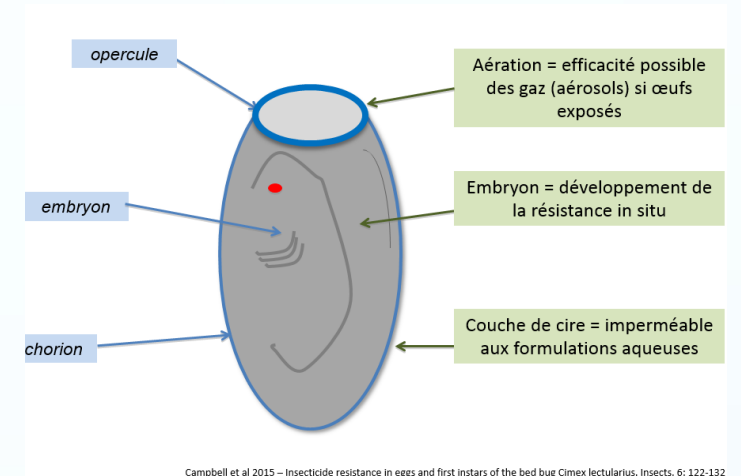 opercule
Aération = efficacité possible
des gaz (aérosols) si œufs
exposés
embryon
Embryon = développement de
la résistance in situ
chorion
Couche de cire = imperméable
aux formulations aqueuses
Campbell et al 2015 – Insecticide resistance in eggs and first instars of the bed bug Cimex lectularius. Insects. 6: 122-132